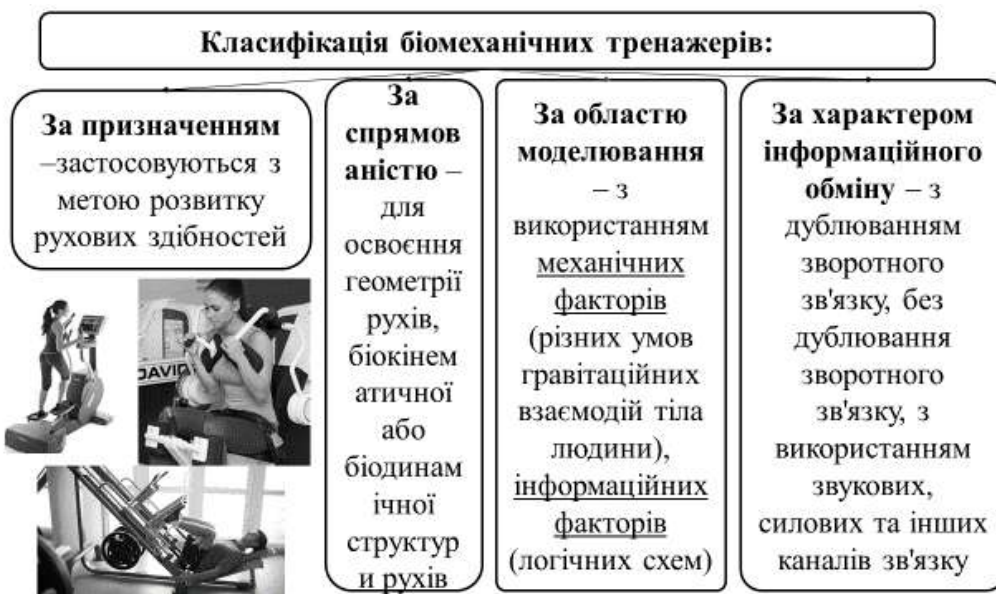 Класифікація біомеханічних тренажерів:
За призначенням
–застосовуються з
метою розвитку
рухових здібностей
DAVID
За
спрямов
аністю –
для
освоєння
геометрії
рухів,
біокінем
атичної
або
біодинам
ічної
структур
и рухів
За областю
моделювання
– з
використанням
механічних
факторів
(різних умов
гравітаційних
взаємодій тіла
людини),
інформаційних
факторів
(логічних схем)
За характером
інформаційного
обміну – з
дублюванням
зворотного
зв'язку, без
дублювання
зворотного
зв'язку, з
використанням
звукових,
силових та інших
каналів зв'язку